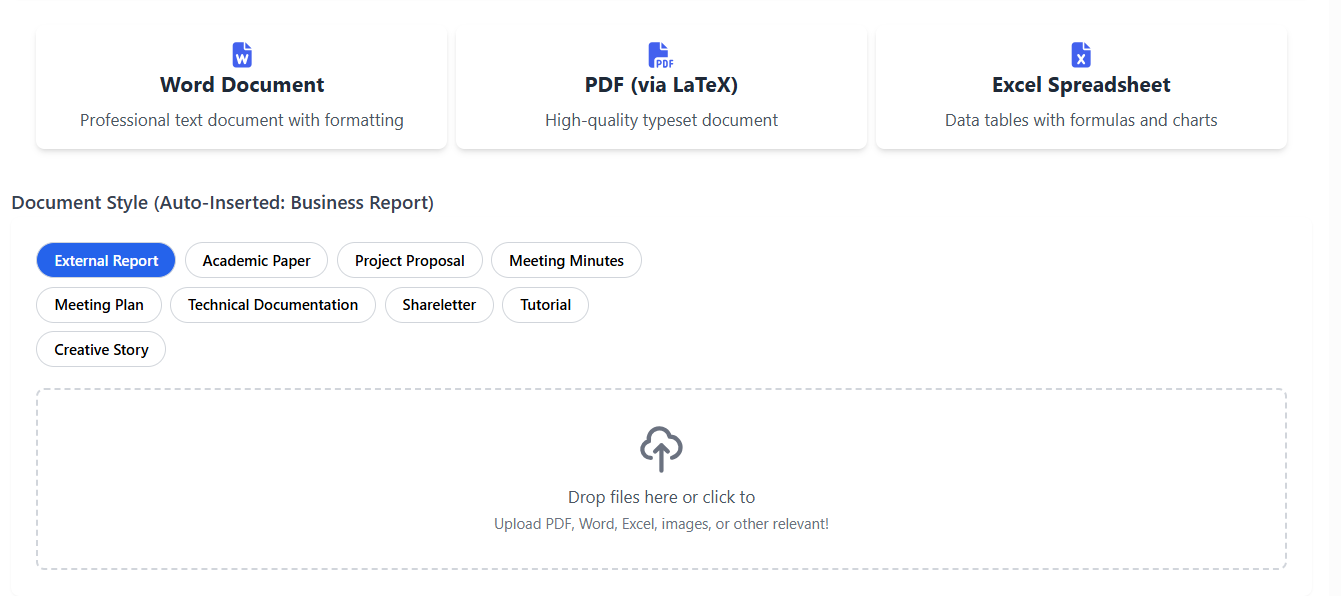 Word Document
Professional text document with formatting
PDF
PDF (via LaTeX)
High-quality typeset document
Excel Spreadsheet
Data tables with formulas and charts
Document Style (Auto-Inserted: Business Report)
External Report
Academic Paper
Project Proposal
Meeting Minutes
Meeting Plan
Technical Documentation
Shareletter
Tutorial
Creative Story
Drop files here or click to
Upload PDF, Word, Excel, images, or other relevant!